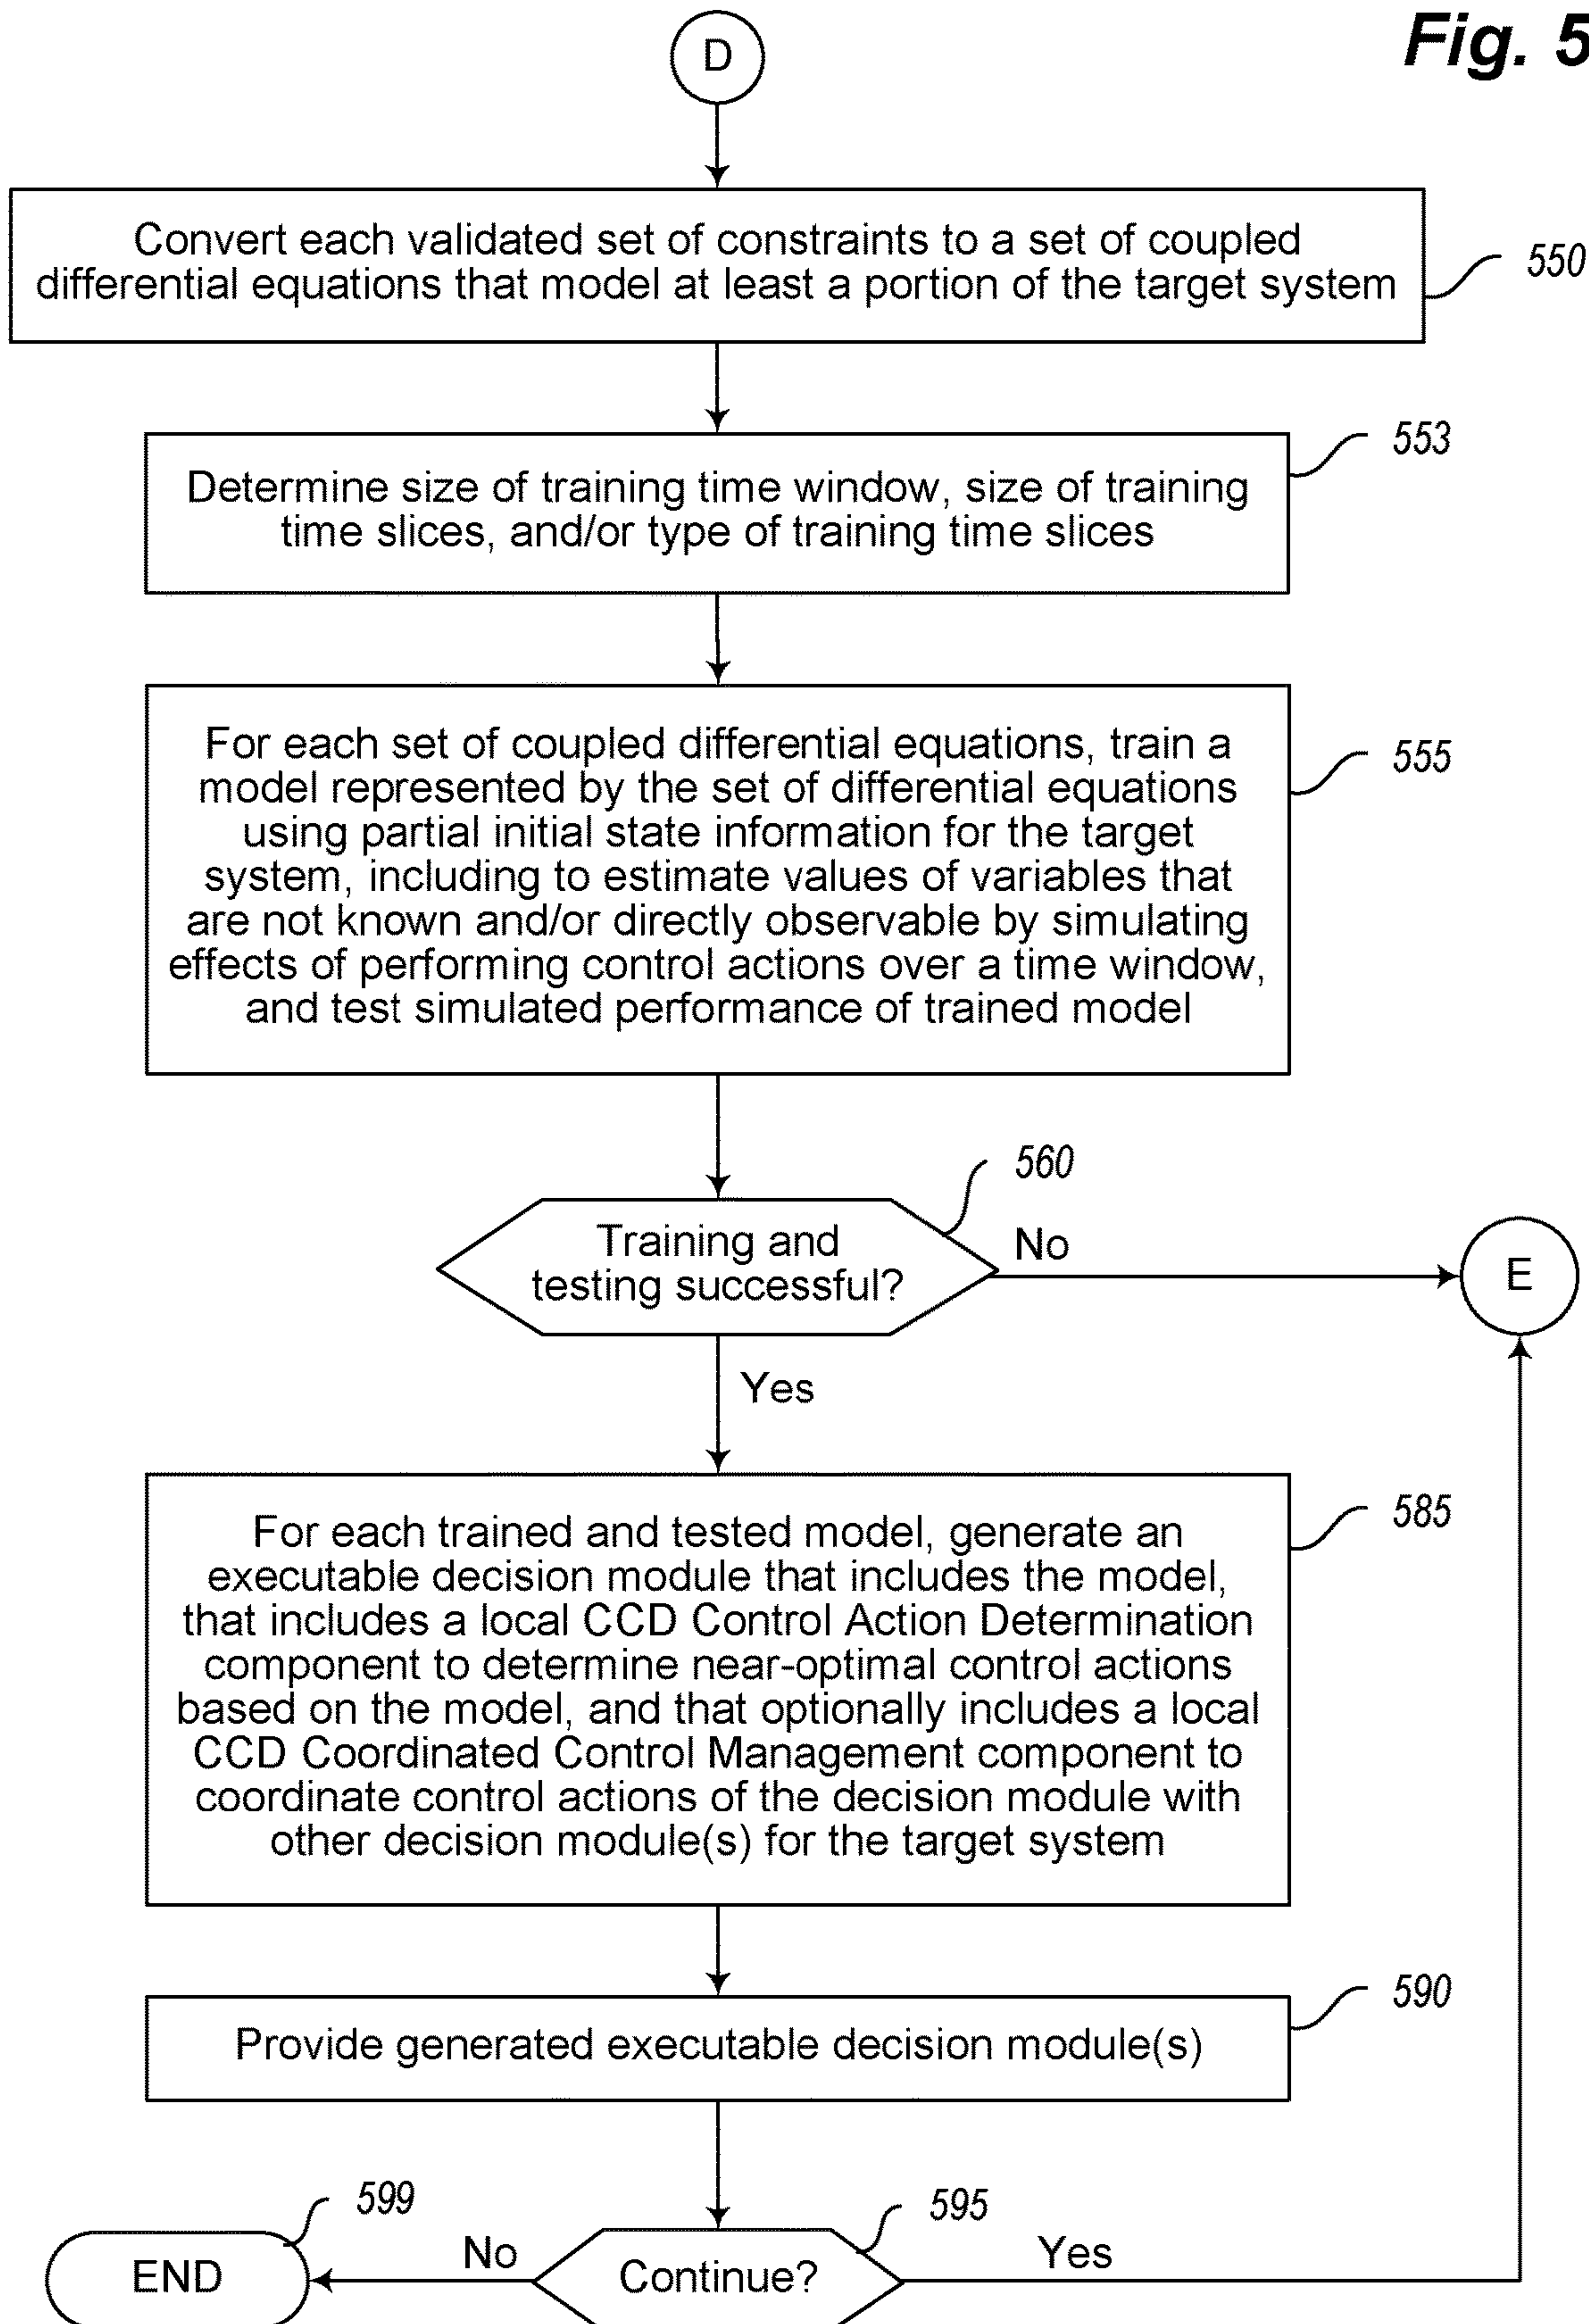 Fig. 5
D
Convert each validated set of constraints to a set of coupled
differential equations that model at least a portion of the target system
550
553
Determine size of training time window, size of training
time slices, and/or type of training time slices
For each set of coupled differential equations, train a
model represented by the set of differential equations
using partial initial state information for the target
system, including to estimate values of variables that
are not known and/or directly observable by simulating
effects of performing control actions over a time window,
and test simulated performance of trained model
555
560
Training and
testing successful?
No
E
Yes
For each trained and tested model, generate an
executable decision module that includes the model,
that includes a local CCD Control Action Determination
component to determine near-optimal control actions
based on the model, and that optionally includes a local
CCD Coordinated Control Management component to
coordinate control actions of the decision module with
other decision module(s) for the target system
585
590
Provide generated executable decision module(s)
599
595
END
No
Continue?
Yes